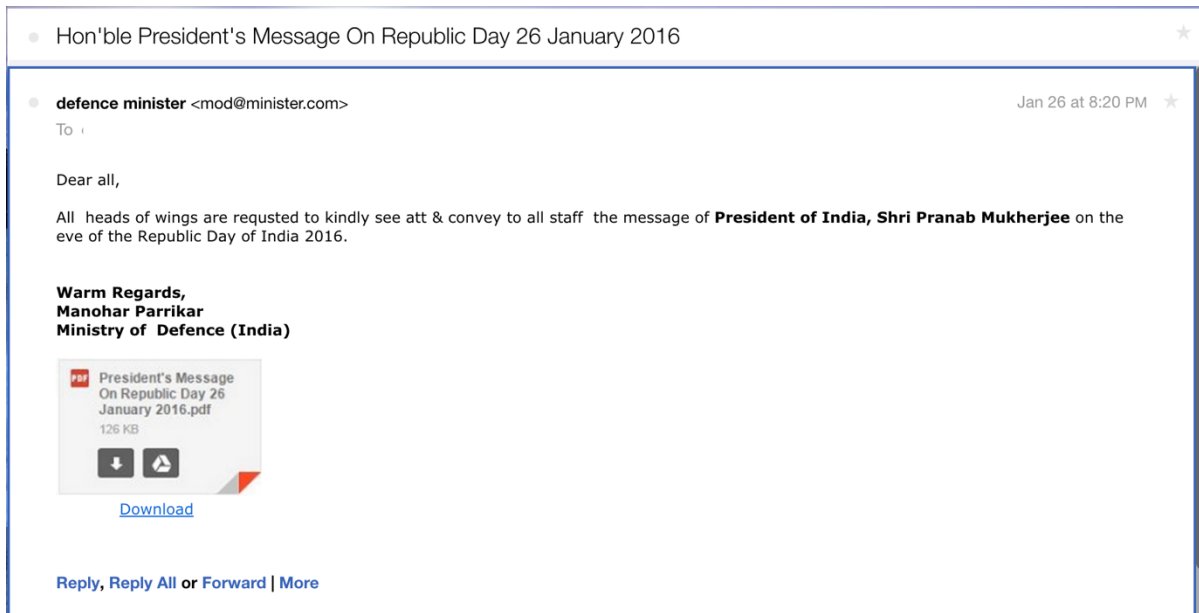 Hon'ble President's Message On Republic Day 26 January 2016
defence minister <mod@minister.com>
Jan 26 at 8:20 PM
To
Dear all,
All heads of wings are requsted to kindly see att & convey to all staff the message of President of India, Shri Pranab Mukherjee on the
eve of the Republic Day of India 2016.
Warm Regards,
Manohar Parrikar
Ministry of Defence (India)
PDF
President's Message
On Republic Day 26
January 2016.pdf
126 KB
Download
Reply, Reply All or Forward | More